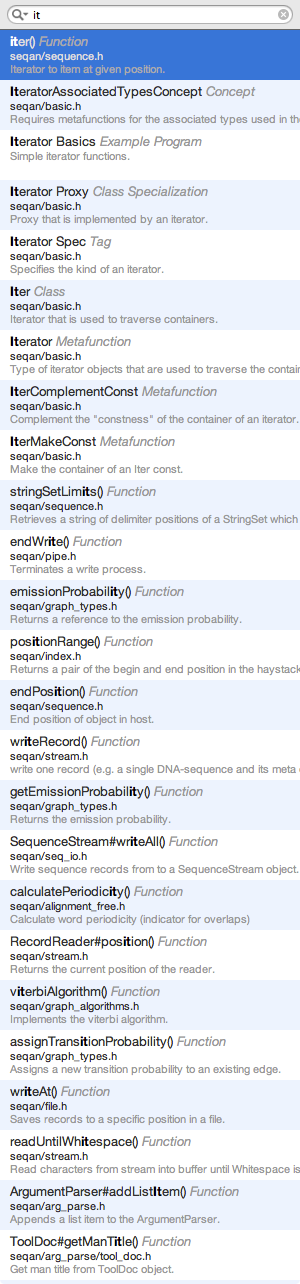 it
iter() Function
seqan/sequence.h
Iterator to item at given position.
IteratorAssociatedTypesConcept Concept
seqan/basic.h
Requires metafunctions for the associated types used in the
Iterator Basics Example Program
Simple iterator functions.
Iterator Proxy Class Specialization
seqan/basic.h
Proxy that is implemented by an iterator.
Iterator Spec Tag
seqan/basic.h
Specifies the kind of an iterator.
Iter Class
seqan/basic.h
Iterator that is used to traverse containers.
Iterator Metafunction
seqan/basic.h
Type of iterator objects that are used to traverse the contain
IterComplementConst Metafunction
seqan/basic.h
Complement the "constness" of the container of an iterator.
IterMakeConst Metafunction
seqan/basic.h
Make the container of an Iter const.
stringSetLimits() Function
seqan/sequence.h
Retrieves a string of delimiter positions of a StringSet which
endWrite() Function
seqan/pipe.h
Terminates a write process.
emissionProbability() Function
seqan/graph_types.h
Returns a reference to the emission probability.
positionRange() Function
seqan/index.h
Returns a pair of the begin and end position in the haystack
endPosition() Function
seqan/sequence.h
End position of object in host.
writeRecord() Function
seqan/stream.h
write one record (e.g. a single DNA-sequence and its meta
getEmissionProbability() Function
seqan/graph_types.h
Returns the emission probability.
SequenceStream#writeAll() Function
seqan/seq_io.h
Write sequence records from to a SequenceStream object.
calculatePeriodicity() Function
seqan/alignment_free.h
Calculate word periodicity (indicator for overlaps)
RecordReader#position() Function
seqan/stream.h
Returns the current position of the reader.
viterbiAlgorithm() Function
seqan/graph_algorithms.h
Implements the viterbi algorithm.
assignTransitionProbability() Function
seqan/graph_types.h
Assigns a new transition probability to an existing edge.
writeAt() Function
seqan/file.h
Saves records to a specific position in a file.
readUntilWhitespace() Function
seqan/stream.h
Read characters from stream into buffer until Whitespace is
ArgumentParser#addListItem() Function
seqan/arg_parse.h
Appends a list item to the ArgumentParser.
ToolDoc#getManTitle() Function
seqan/arg_parse/tool_doc.h
Get man title from ToolDoc object.